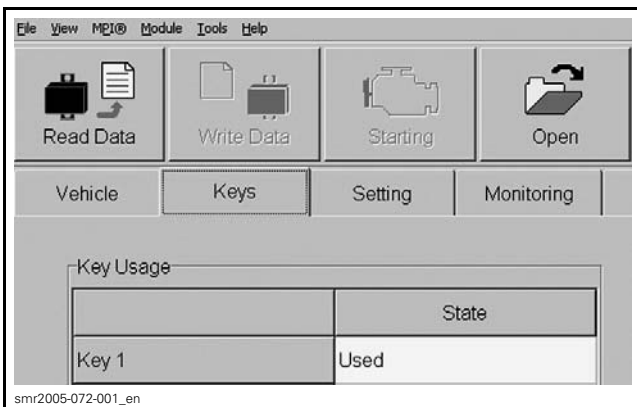 File View MPI® Module Tools Help
Read Data Write Data Starting Open
Vehicle Keys Setting Monitoring
Key Usage
State
Key 1 Used
smr2005-072-001_en